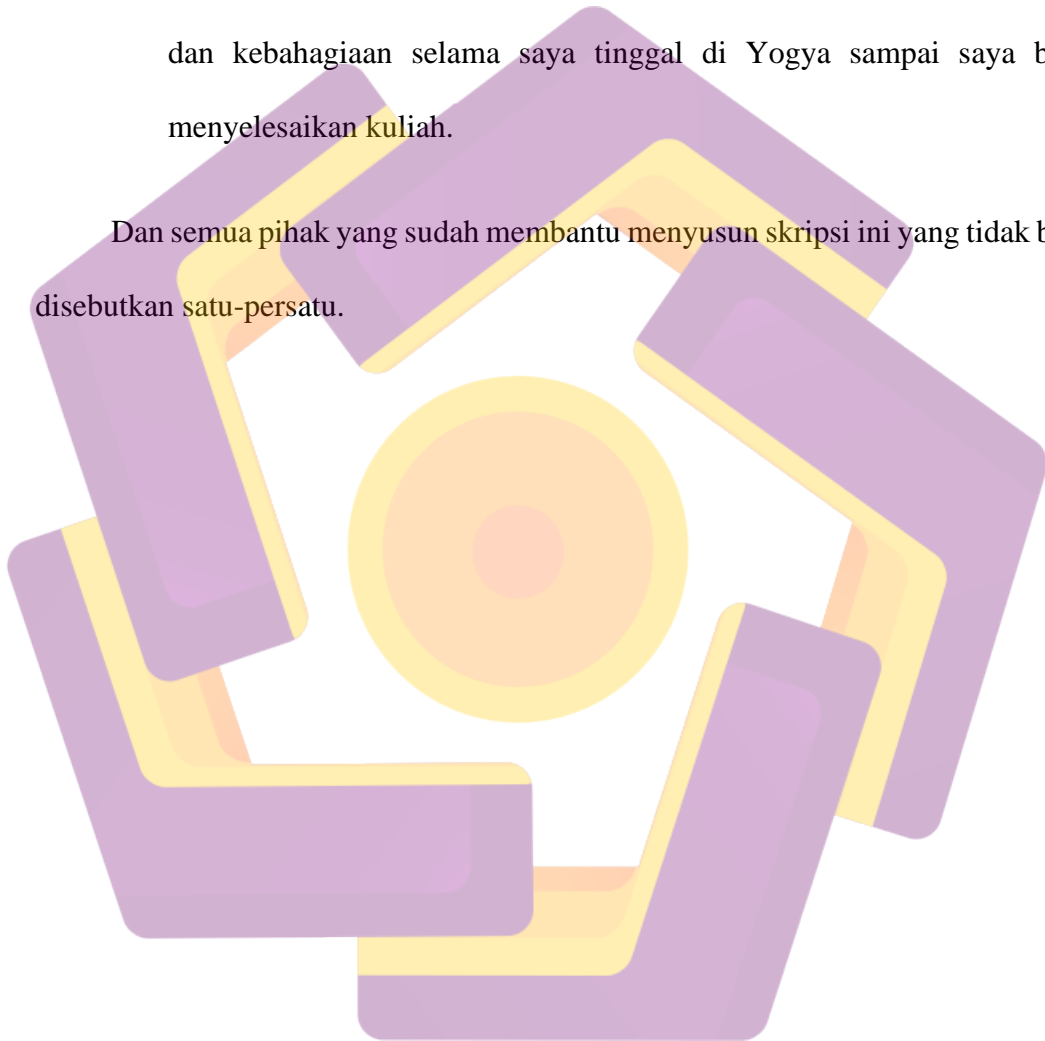 dan kebahagiaan selama saya tinggal di Yogya sampai saya b
menyelesaikan kuliah.
Dan semua pihak yang sudah membantu menyusun skripsi ini yang tidak b
disebutkan satu-persatu.